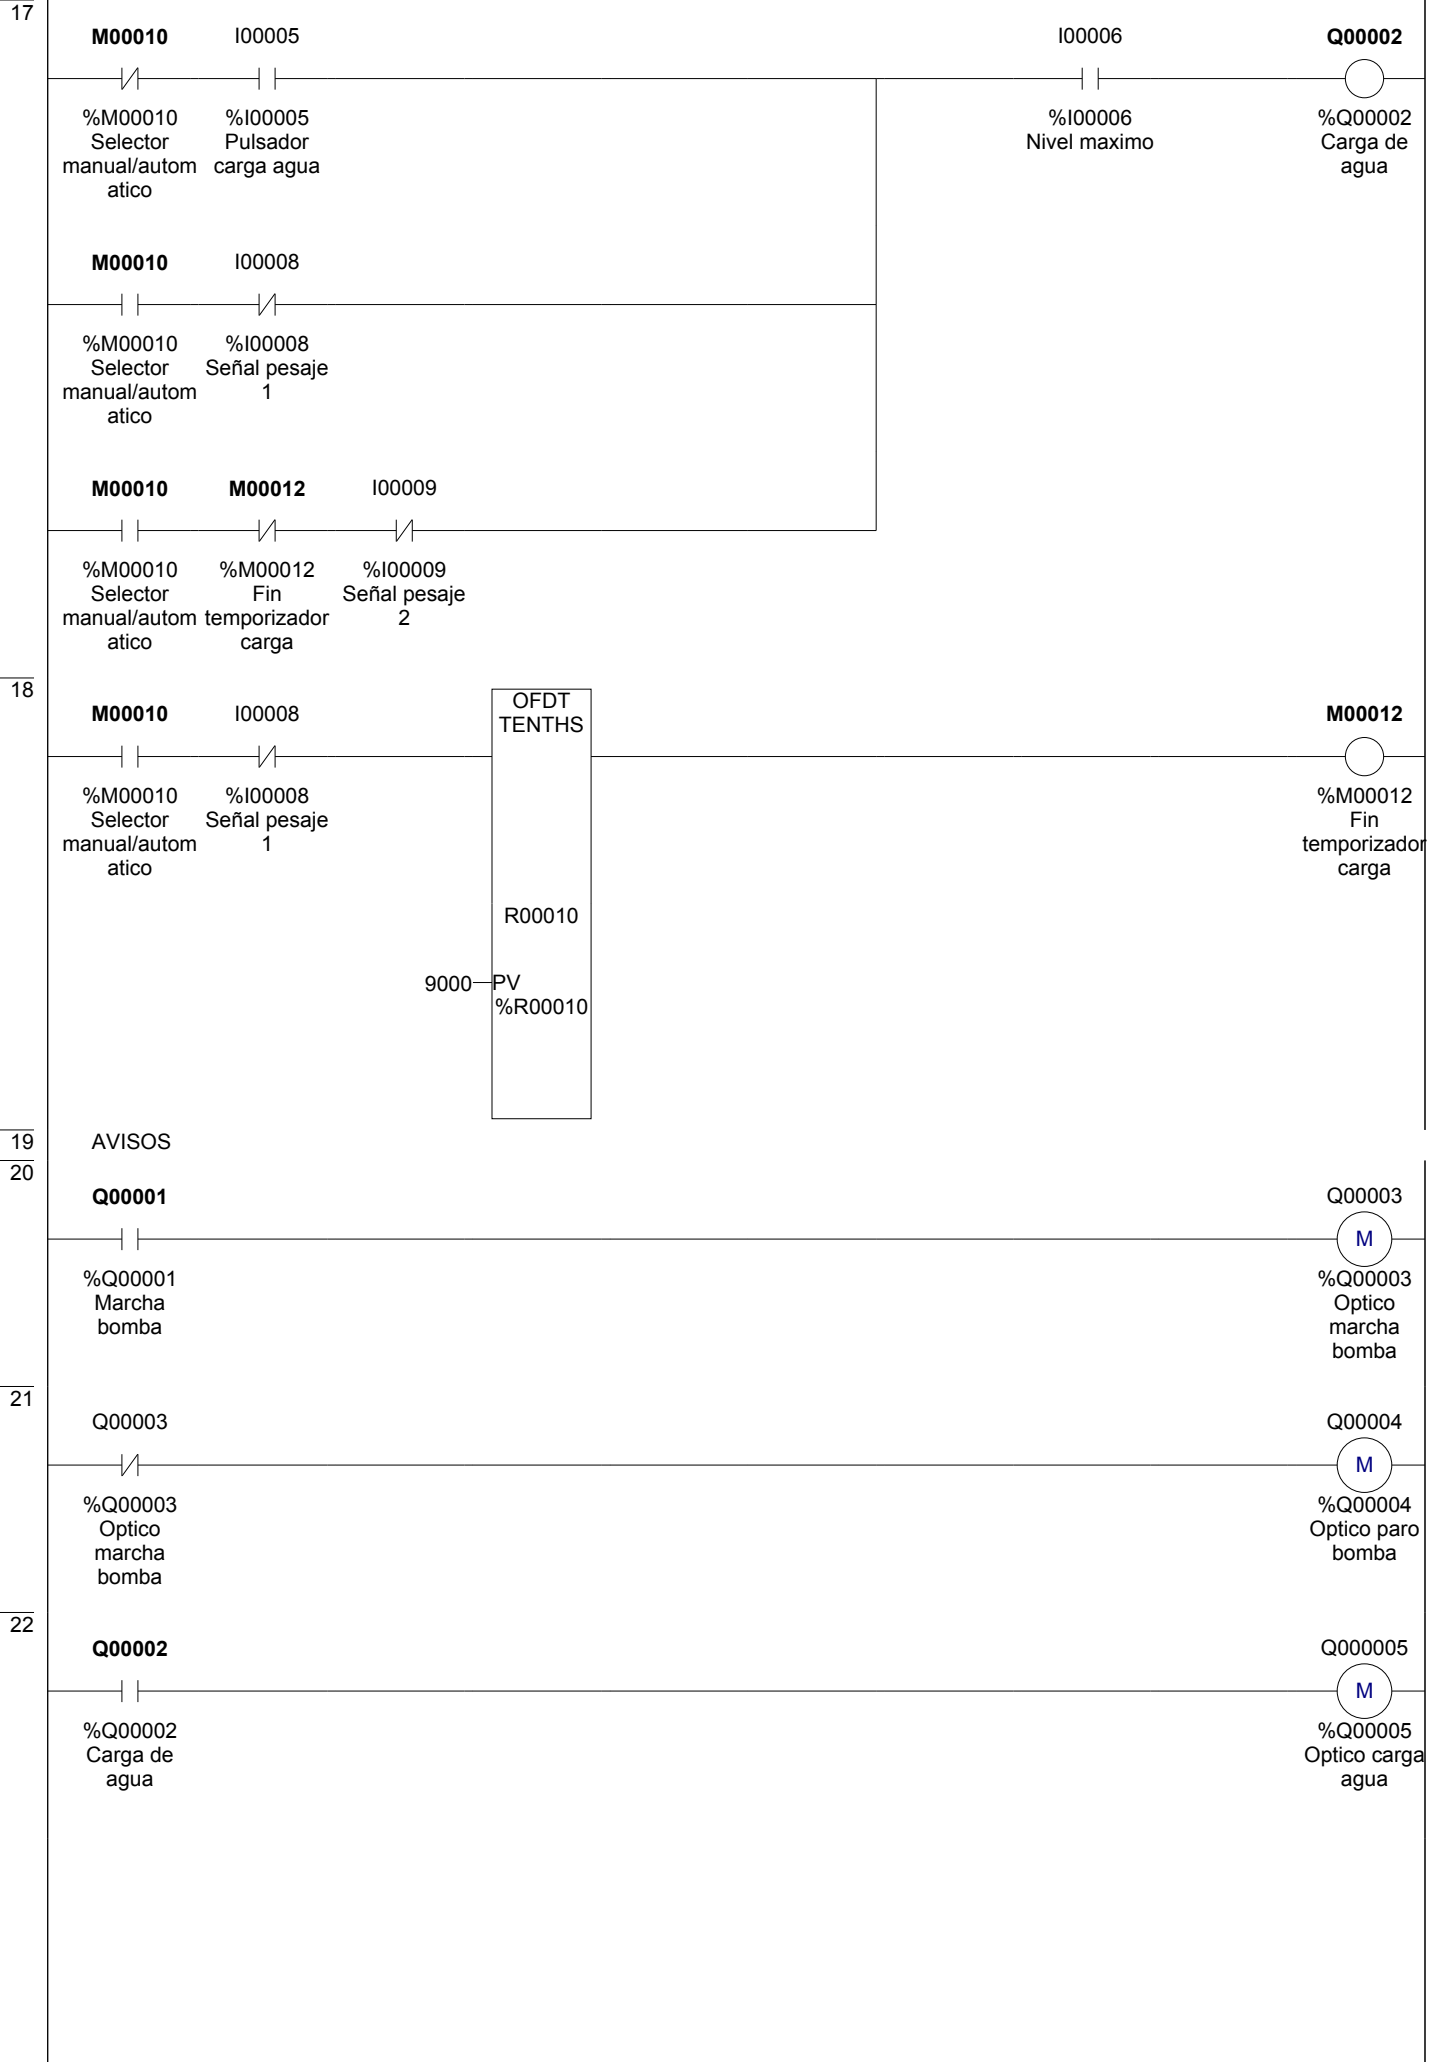 17
M00010 I00005 I00006 Q00002
%M00010 %I00005 %I00006 %Q00002
Selector Pulsador Nivel maximo Carga de
manual/autom carga agua agua
atico
M00010 I00008
%M00010 %I00008
Selector Señal pesaje
manual/autom 1
atico
M00010 M00012 I00009
%M00010 %M00012 %I00009
Selector Fin Señal pesaje
manual/autom temporizador 2
atico carga
18
OFDT
M00010 I00008 TENTHS M00012
%M00010 %I00008 %M00012
Selector Señal pesaje Fin
manual/autom 1 temporizador
atico carga
R00010
9000 PV
%R00010
19 AVISOS
20
Q00001 Q00003
M
%Q00001 %Q00003
Marcha Optico
bomba marcha
bomba
21
Q00003 Q00004
M
%Q00003 %Q00004
Optico Optico paro
marcha bomba
bomba
22
Q00002 Q000005
M
%Q00002 %Q00005
Carga de Optico carga
agua agua